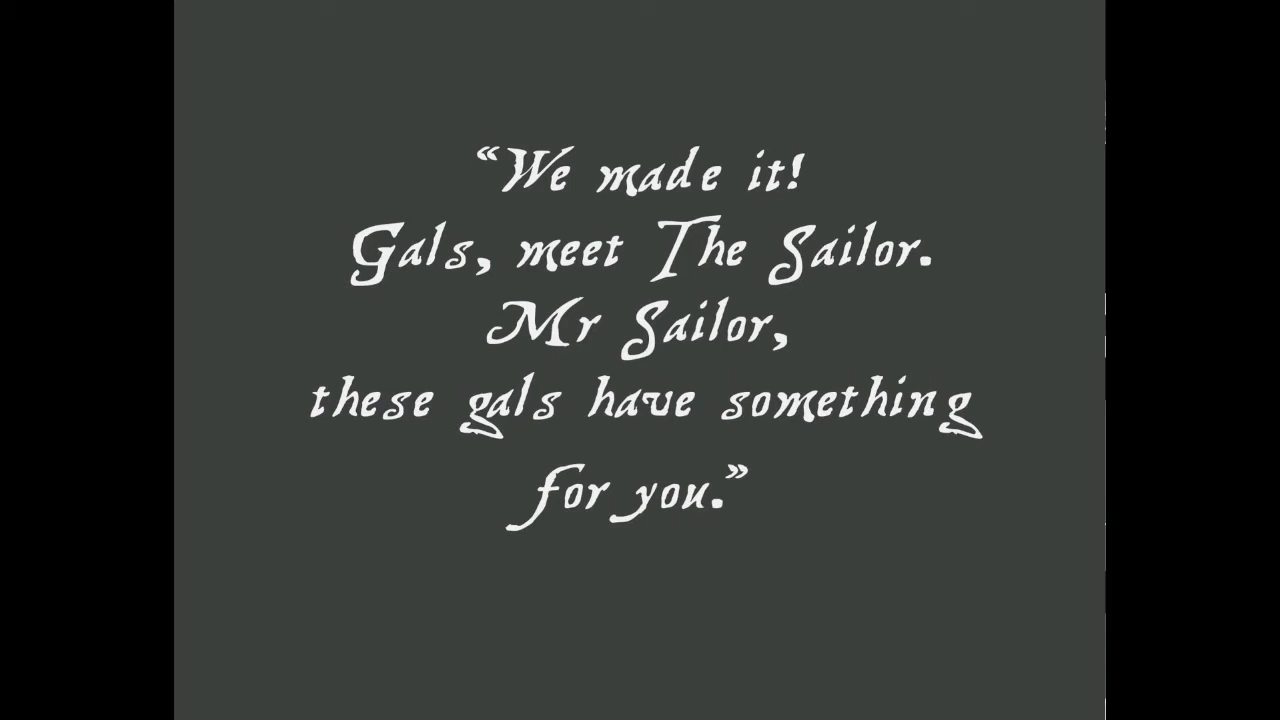 “We made it!
Gals, meet The Sailor.
Mr Sailor,
these gals have something
for you.”